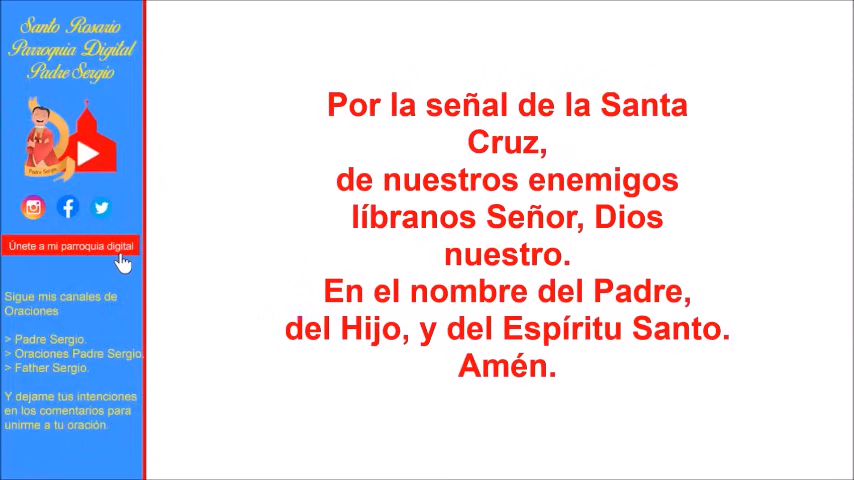 Santo Rosario
Parroquia Digital
Padre Sergio
Padre Sergio
Únete a mi parroquia digital
Sigue mis canales de
Oraciones
> Padre Sergio.
> Oraciones Padre Sergio.
> Father Sergio.
Y dejame tus intenciones
en los comentarios para
unirme a tu oración
Por la señal de la Santa
Cruz,
de nuestros enemigos
líbranos Señor, Dios
nuestro.
En el nombre del Padre,
del Hijo, y del Espíritu Santo.
Amén.